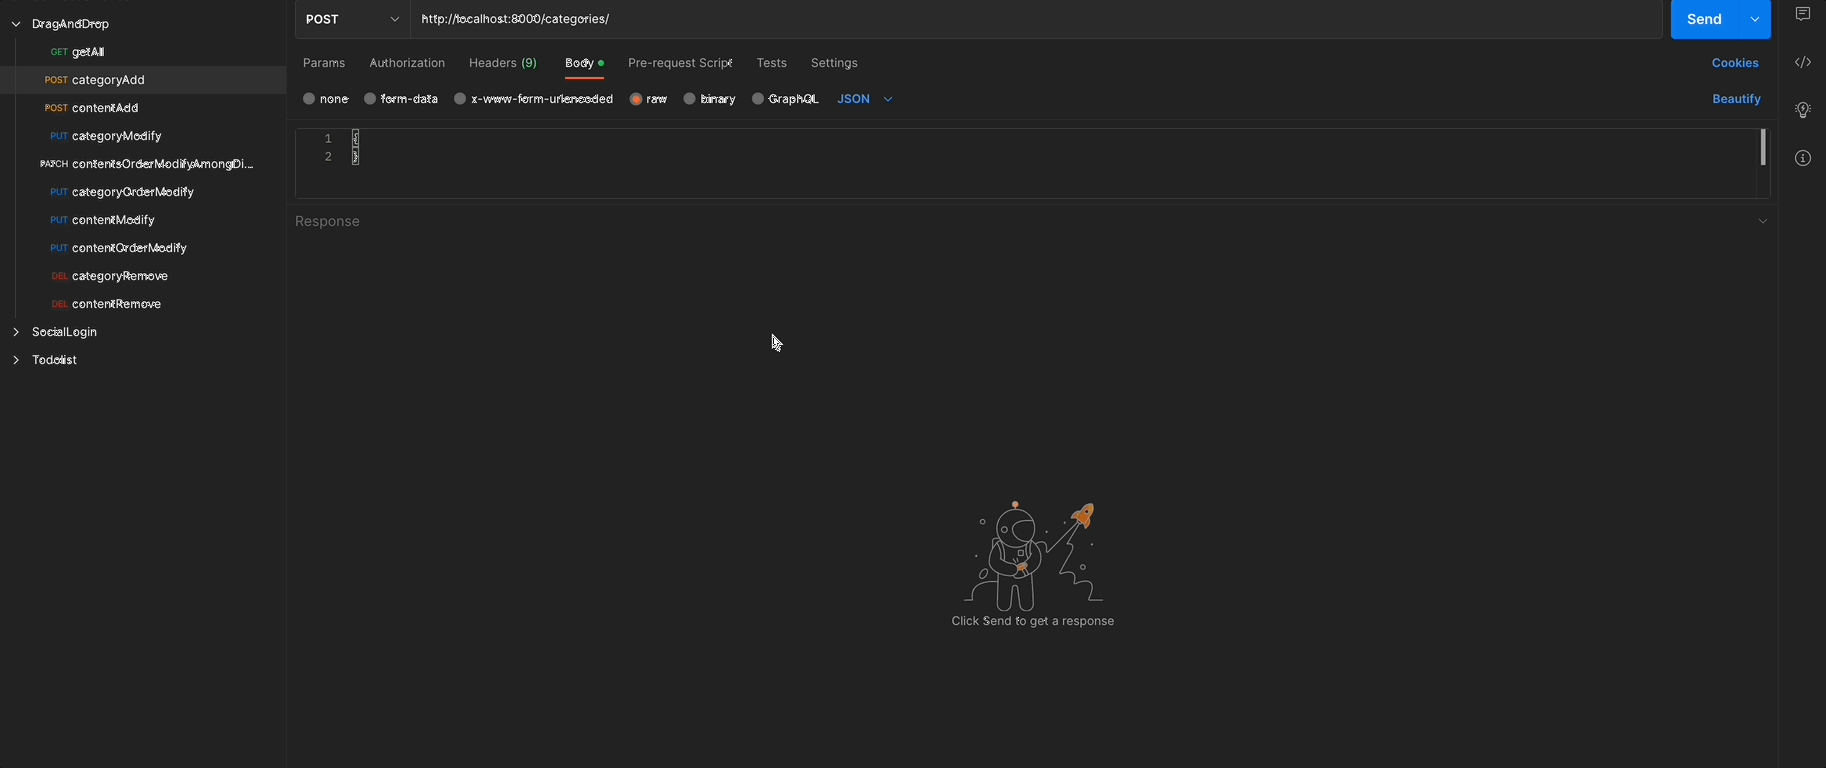 DragAndDrop
GET getAll
POST categoryAdd
POST contentAdd
PUT categoryModify
PATCH contentsOrderModifyAmongDi...
PUT categoryOrderModify
PUT contentModify
PUT contentOrderModify
DEL categoryRemove
DEL contentRemove
SocialLogin
Todolist
POST http://localhost:8000/categories/ Send
Params Authorization Headers (9) Body Pre-request Script Tests Settings Cookies
none form-data x-www-form-urlencoded raw binary GraphQL JSON Beautify
1 {
2 }
Response
Click Send to get a response